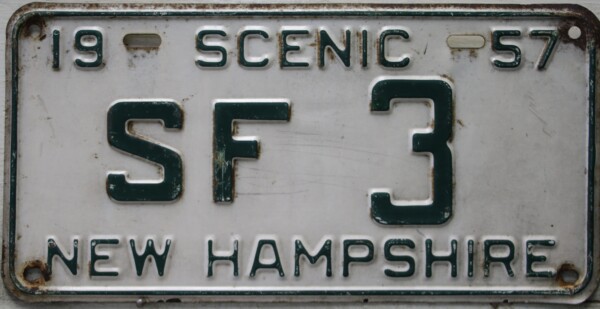 19 SCENIC 57
SF 3
NEW HAMPSHIRE